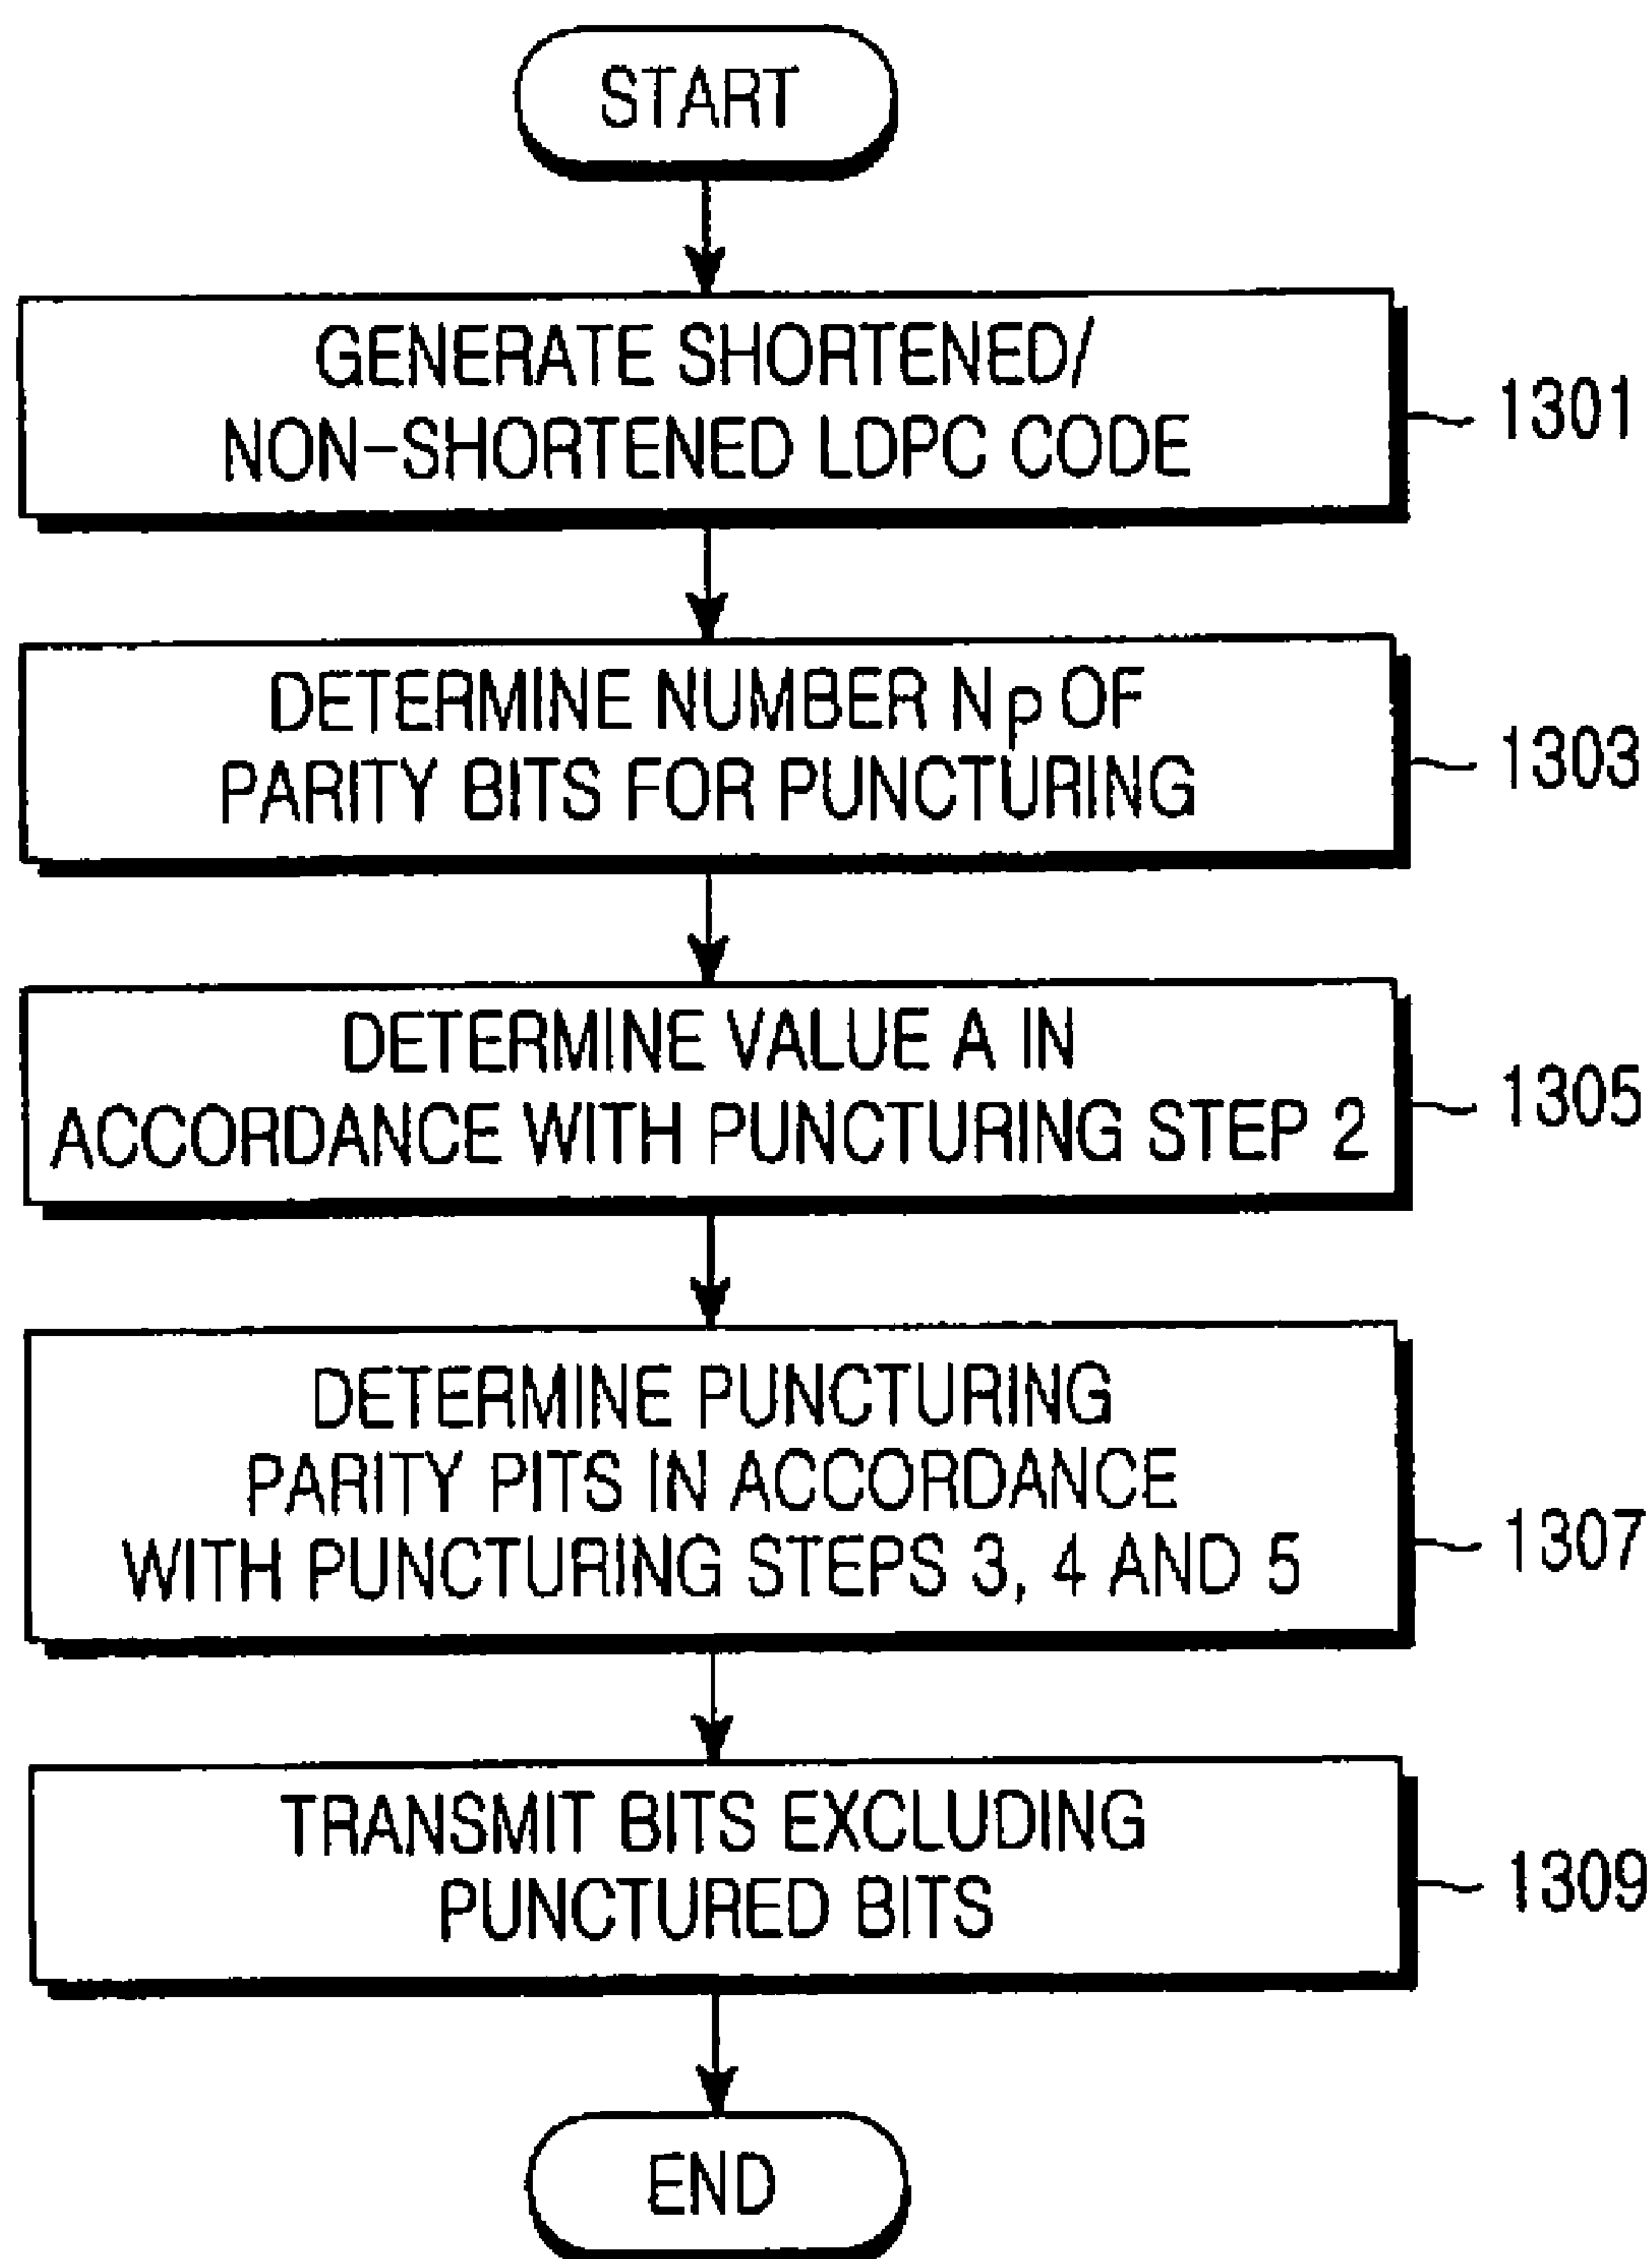 START
GENERATE SHORTENED/
NON-SHORTENED LDPC CODE
1301
DETERMINE NUMBER Np OF
PARITY BITS FOR PUNCTURING
1303
DETERMINE VALUE A IN
ACCORDANCE WITH PUNCTURING STEP 2
1305
DETERMINE PUNCTURING
PARITY PITS IN ACCORDANCE
WITH PUNCTURING STEPS 3, 4 AND 5
1307
TRANSMIT BITS EXCLUDING
PUNCTURED BITS
1309
END